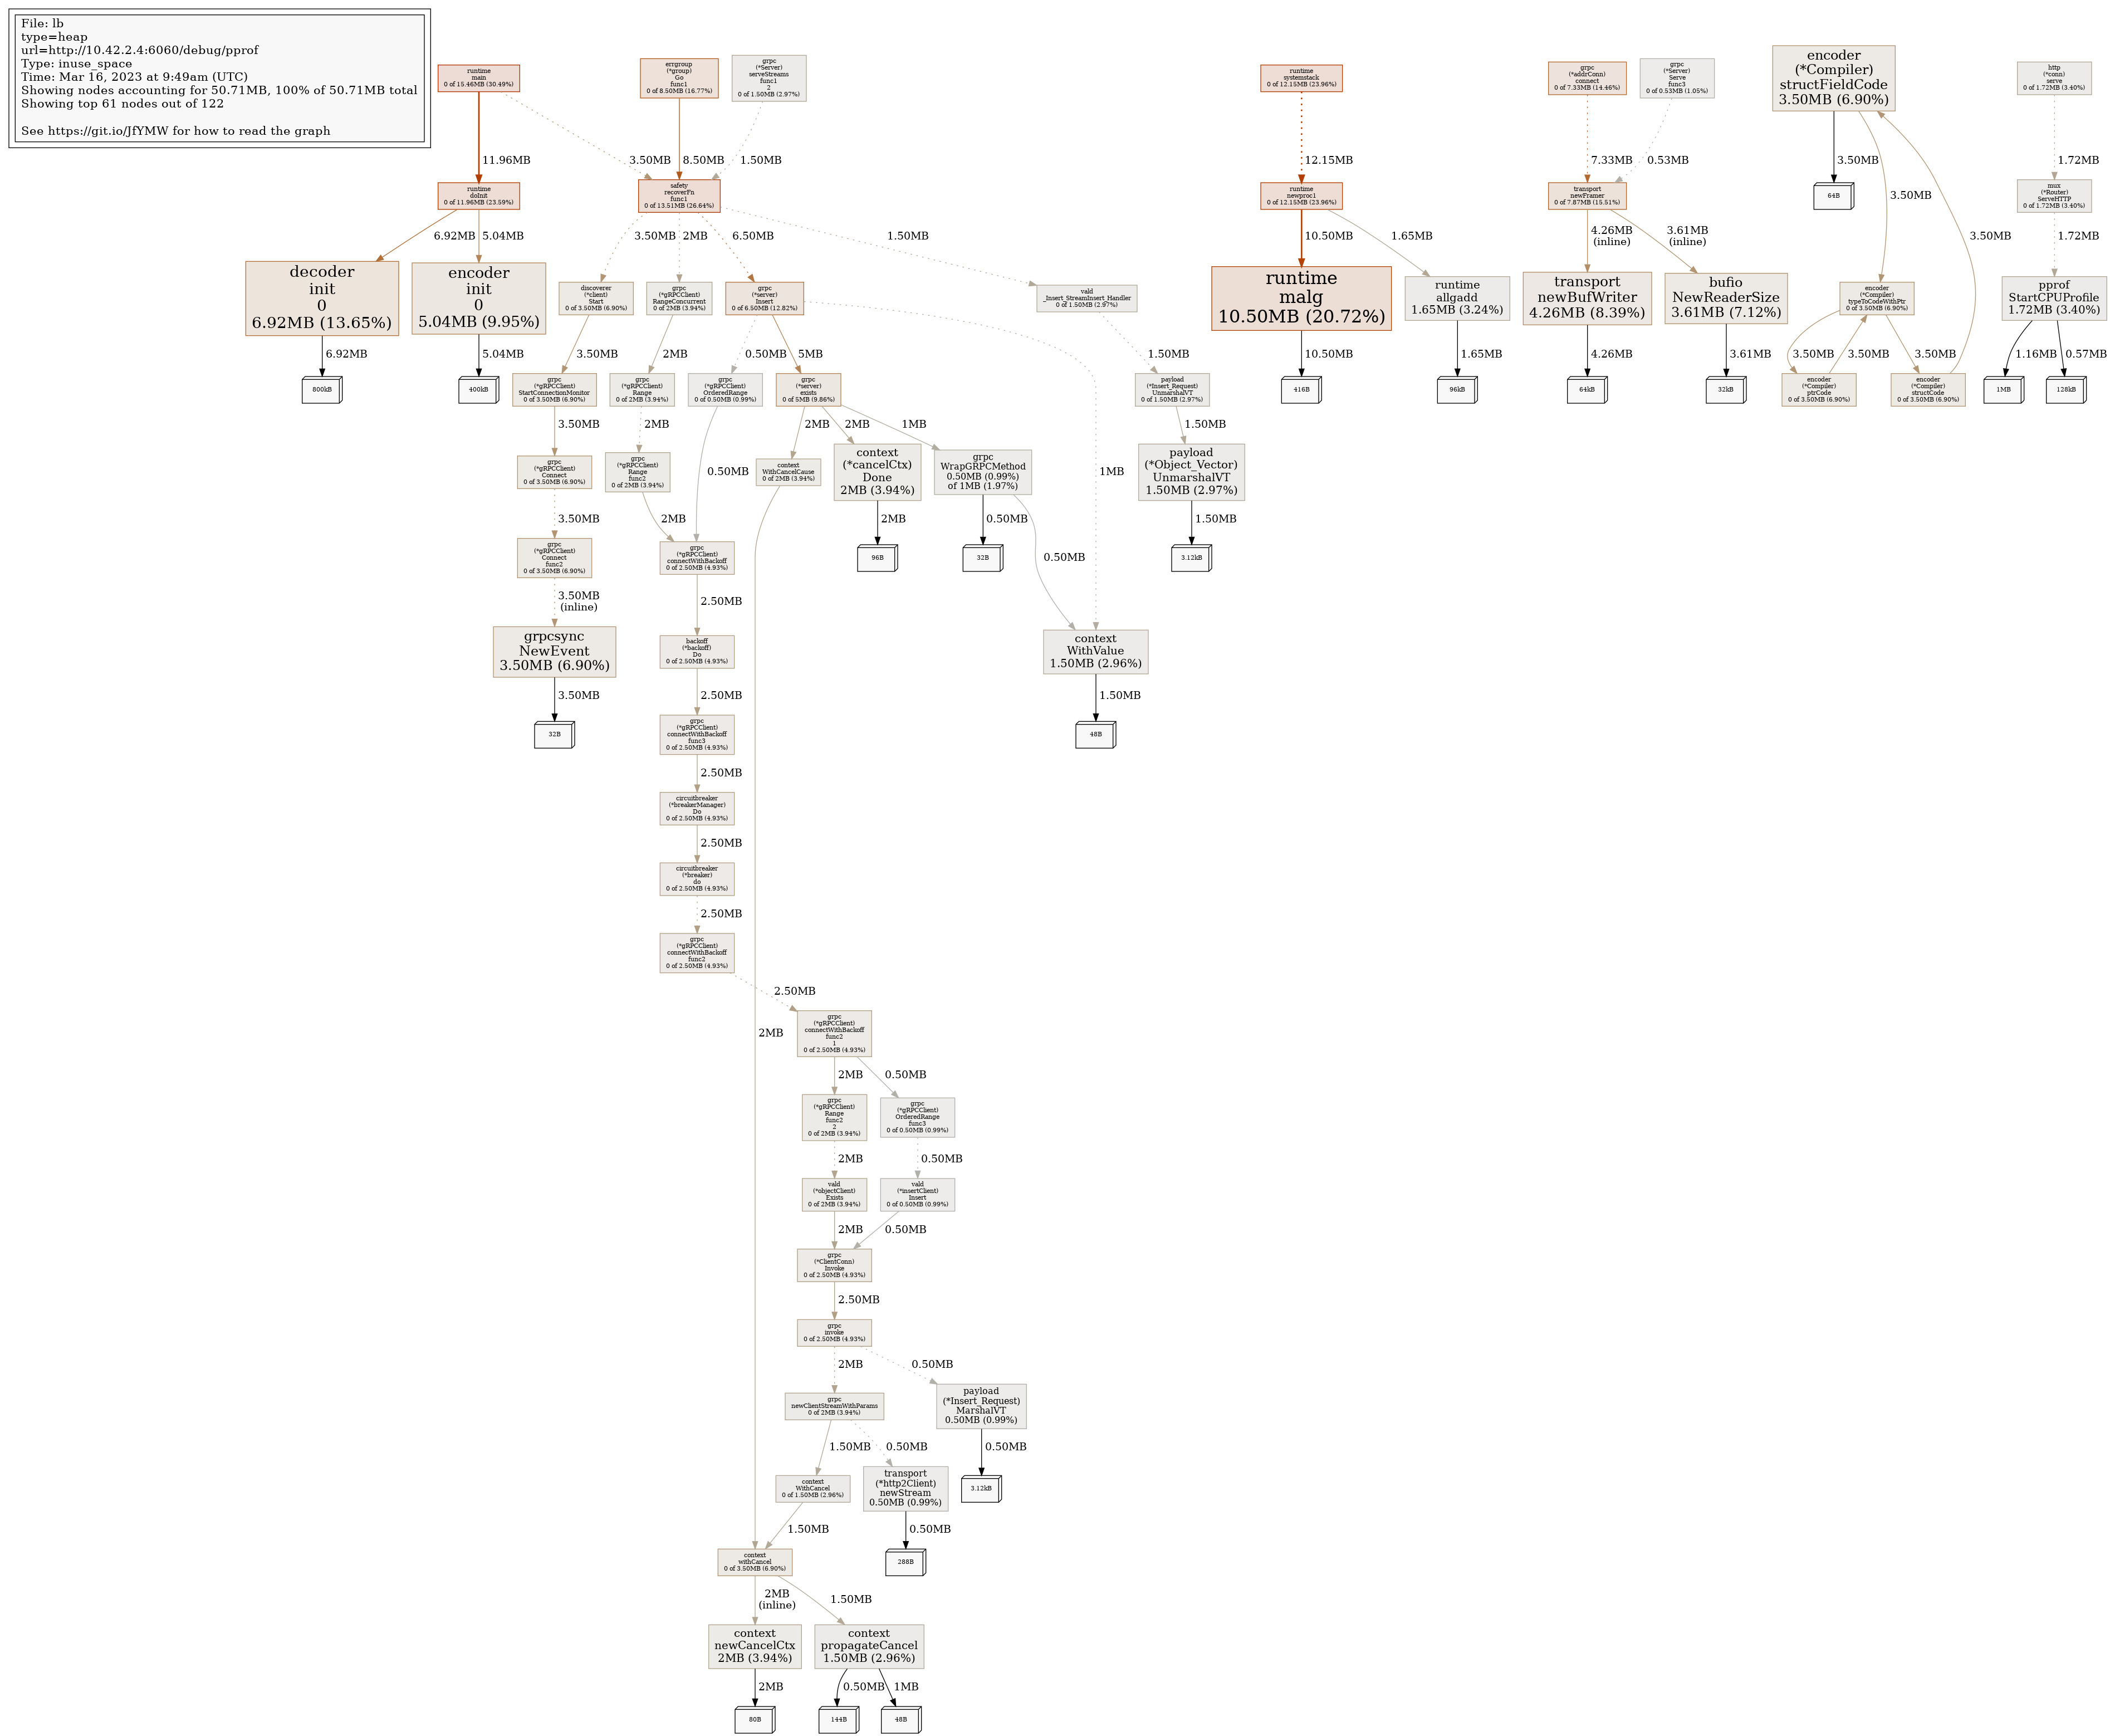 File: lb
type=heap
url=http://10.42.2.4:6060/debug/pprof
Type: inuse_space
Time: Mar 16, 2023 at 9:49am (UTC)
Showing nodes accounting for 50.71MB, 100% of 50.71MB total
Showing top 61 nodes out of 122
See https://git.io/JfYMW for how to read the graph
runtime
main
0 of 15.46MB (30.49%)
errgroup
(*group)
Go
func1
0 of 8.50MB (16.77%)
grpc
(*Server)
serveStreams
func1
2
0 of 1.50MB (2.97%)
runtime
systemstack
0 of 12.15MB (23.96%)
grpc
(*addrConn)
connect
0 of 7.33MB (14.46%)
grpc
(*Server)
Serve
func3
0 of 0.53MB (1.05%)
encoder
(*Compiler)
structFieldCode
3.50MB (6.90%)
http
(*conn)
serve
0 of 1.72MB (3.40%)
11.96MB
3.50MB
8.50MB
1.50MB
12.15MB
7.33MB
0.53MB
3.50MB
3.50MB
1.72MB
runtime
doInit
0 of 11.96MB (23.59%)
safety
recoverFn
func1
0 of 13.51MB (26.64%)
runtime
newproc1
0 of 12.15MB (23.96%)
transport
newFramer
0 of 7.87MB (15.51%)
64B
mux
(*Router)
ServeHTTP
0 of 1.72MB (3.40%)
6.92MB
5.04MB
3.50MB
2MB
6.50MB
1.50MB
10.50MB
1.65MB
4.26MB
(inline)
3.61MB
(inline)
3.50MB
1.72MB
decoder
init
0
6.92MB (13.65%)
encoder
init
0
5.04MB (9.95%)
discoverer
(*client)
Start
0 of 3.50MB (6.90%)
grpc
(*gRPCClient)
RangeConcurrent
0 of 2MB (3.94%)
grpc
(*server)
Insert
0 of 6.50MB (12.82%)
vald
_Insert_StreamInsert_Handler
0 of 1.50MB (2.97%)
runtime
malg
10.50MB (20.72%)
runtime
allgadd
1.65MB (3.24%)
transport
newBufWriter
4.26MB (8.39%)
bufio
NewReaderSize
3.61MB (7.12%)
encoder
(*Compiler)
typeToCodeWithPtr
0 of 3.50MB (6.90%)
pprof
StartCPUProfile
1.72MB (3.40%)
6.92MB
5.04MB
3.50MB
2MB
0.50MB
5MB
1.50MB
10.50MB
1.65MB
4.26MB
3.61MB
3.50MB
3.50MB
3.50MB
1.16MB
0.57MB
800kB
400kB
grpc
(*gRPCClient)
StartConnectionMonitor
0 of 3.50MB (6.90%)
grpc
(*gRPCClient)
Range
0 of 2MB (3.94%)
grpc
(*gRPCClient)
OrderedRange
0 of 0.50MB (0.99%)
grpc
(*server)
exists
0 of 5MB (9.86%)
payload
(*Insert_Request)
UnmarshalVT
0 of 1.50MB (2.97%)
416B
96kB
64kB
32kB
encoder
(*Compiler)
ptrCode
0 of 3.50MB (6.90%)
encoder
(*Compiler)
structCode
0 of 3.50MB (6.90%)
1MB
128kB
3.50MB
2MB
2MB
2MB
1MB
1.50MB
grpc
(*gRPCClient)
Connect
0 of 3.50MB (6.90%)
grpc
(*gRPCClient)
Range
func2
0 of 2MB (3.94%)
0.50MB
context
WithCancelCause
0 of 2MB (3.94%)
context
(*cancelCtx)
Done
2MB (3.94%)
grpc
WrapGRPCMethod
0.50MB (0.99%)
of 1MB (1.97%)
1MB
payload
(*Object_Vector)
UnmarshalVT
1.50MB (2.97%)
3.50MB
2MB
2MB
0.50MB
1.50MB
grpc
(*gRPCClient)
Connect
func2
0 of 3.50MB (6.90%)
grpc
(*gRPCClient)
connectWithBackoff
0 of 2.50MB (4.93%)
96B
32B
0.50MB
3.12kB
3.50MB
(inline)
2.50MB
grpcsync
NewEvent
3.50MB (6.90%)
backoff
(*backoff)
Do
0 of 2.50MB (4.93%)
context
WithValue
1.50MB (2.96%)
3.50MB
2.50MB
1.50MB
32B
grpc
(*gRPCClient)
connectWithBackoff
func3
0 of 2.50MB (4.93%)
48B
2.50MB
circuitbreaker
(*breakerManager)
Do
0 of 2.50MB (4.93%)
2.50MB
circuitbreaker
(*breaker)
do
0 of 2.50MB (4.93%)
2.50MB
grpc
(*gRPCClient)
connectWithBackoff
func2
0 of 2.50MB (4.93%)
2.50MB
2MB
grpc
(*gRPCClient)
connectWithBackoff
func2
1
0 of 2.50MB (4.93%)
2MB
0.50MB
grpc
(*gRPCClient)
Range
func2
2
0 of 2MB (3.94%)
grpc
(*gRPCClient)
OrderedRange
func3
0 of 0.50MB (0.99%)
2MB
0.50MB
vald
(*objectClient)
Exists
0 of 2MB (3.94%)
vald
(*insertClient)
Insert
0 of 0.50MB (0.99%)
2MB
0.50MB
grpc
(*ClientConn)
Invoke
0 of 2.50MB (4.93%)
2.50MB
grpc
invoke
0 of 2.50MB (4.93%)
2MB
0.50MB
grpc
newClientStreamWithParams
0 of 2MB (3.94%)
payload
(*Insert_Request)
MarshalVT
0.50MB (0.99%)
1.50MB
0.50MB
0.50MB
context
WithCancel
0 of 1.50MB (2.96%)
transport
(*http2Client)
newStream
0.50MB (0.99%)
3.12kB
1.50MB
0.50MB
context
withCancel
0 of 3.50MB (6.90%)
288B
2MB
(inline)
1.50MB
context
newCancelCtx
2MB (3.94%)
context
propagateCancel
1.50MB (2.96%)
2MB
0.50MB
1MB
80B
144B
48B